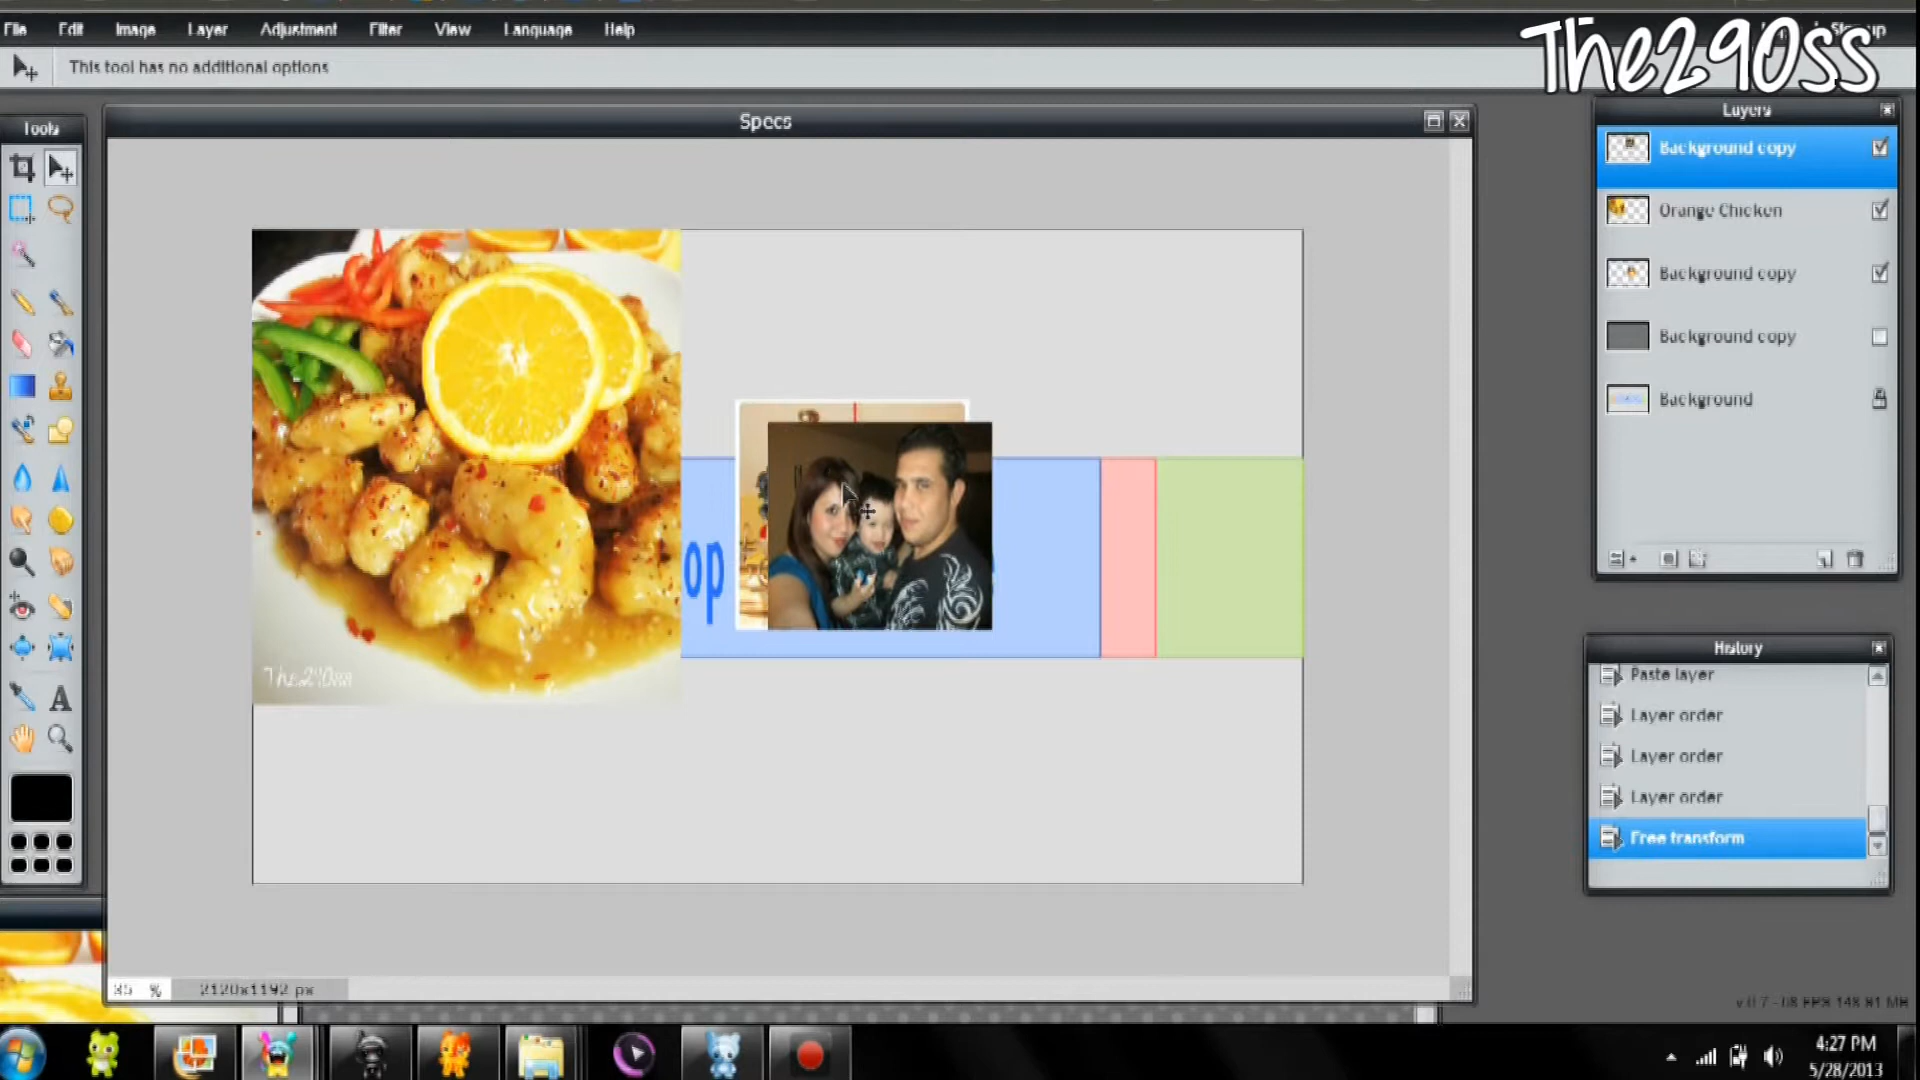 File Edit Image Layer Adjustment Filter View Language Help
The290ss
This tool has no additional options
Tools
Specs
Layers
Background copy
Orange Chicken
Background copy
Background copy
Background
op
The290ss
History
Paste layer
Layer order
Layer order
Layer order
Free transform
35 % 2120x1192 px
4:27 PM
5/28/2013